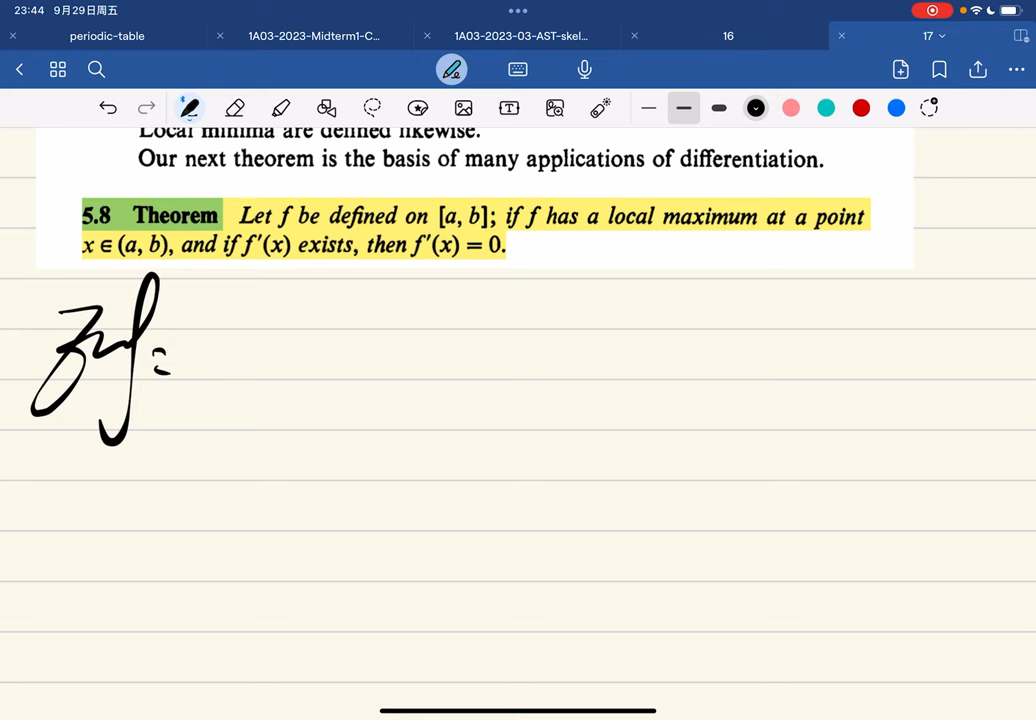 23:44 9月29日周五
periodic-table
1A03-2023-Midterm1-C...
1A03-2023-03-AST-skel...
16
17
Local minima are defined likewise.
Our next theorem is the basis of many applications of differentiation.
5.8 Theorem Let f be defined on [a, b]; if f has a local maximum at a point
x ∈ (a, b), and if f′(x) exists, then f′(x) = 0.